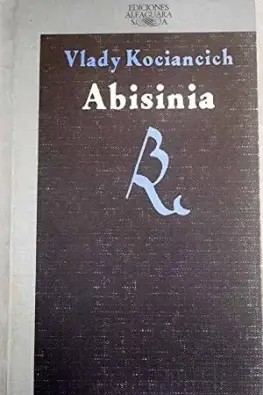 EDICIONES
ALFAGUARA
S.A.
Vlady Kociancich
Abisinia